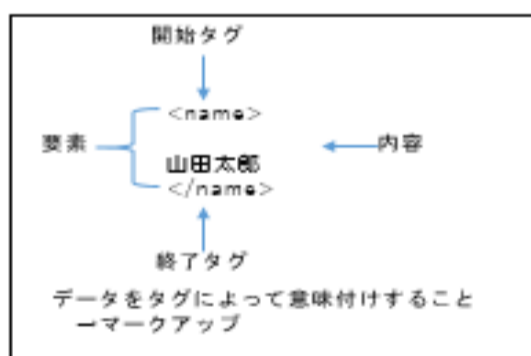 開始タグ
<name>
要素
内容
山田太郎
</name>
終了タグ
データをタグによって意味付けすること
ーマークアップ